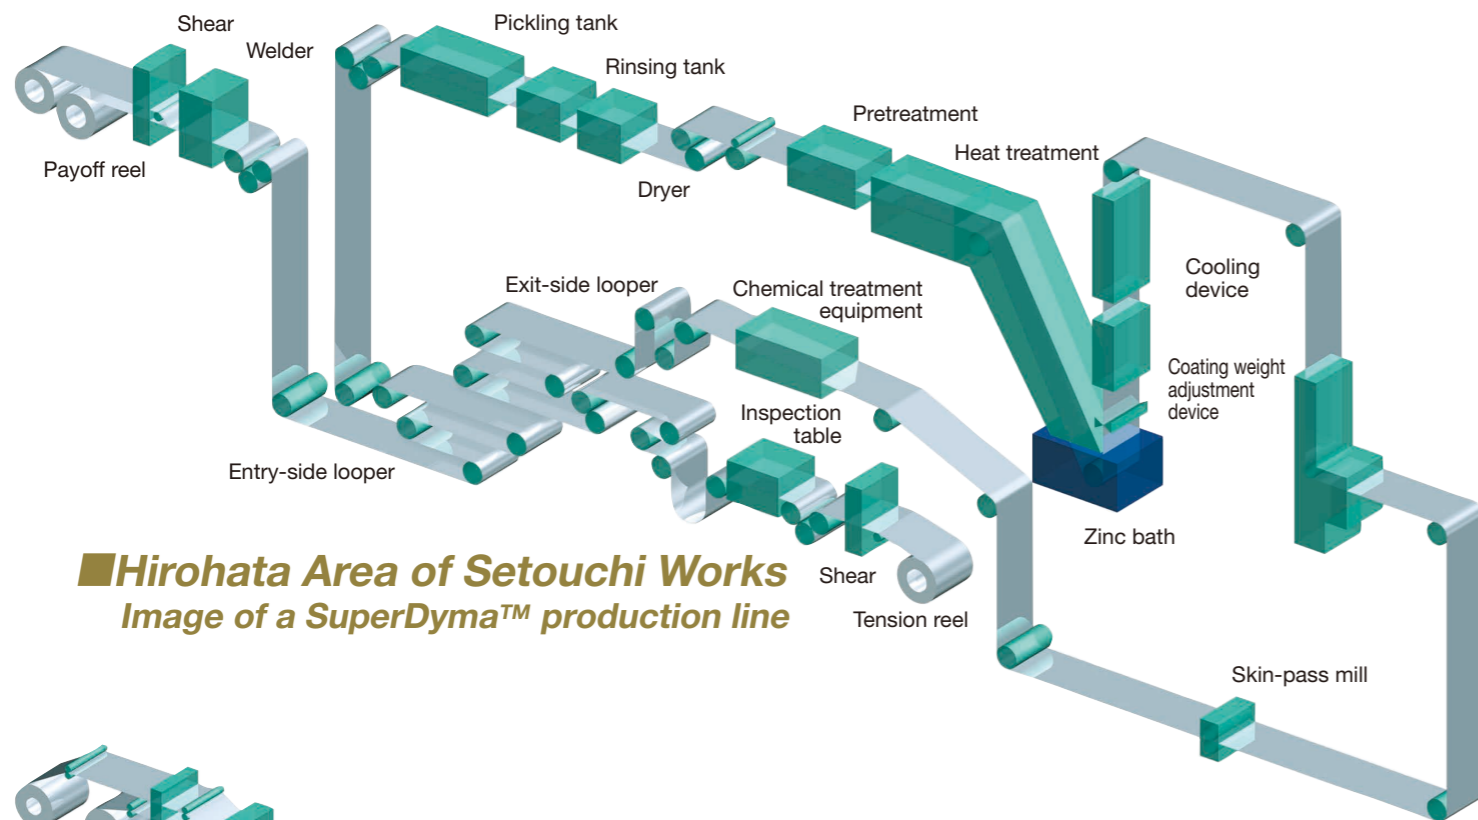 Shear
Welder
Payoff reel
Pickling tank
Rinsing tank
Dryer
Pretreatment
Heat treatment
Cooling
device
Coating weight
adjustment
device
Zinc bath
Entry-side looper
Exit-side looper
Chemical treatment
equipment
Inspection
table
Shear
Tension reel
Skin-pass mill
■Hirohata Area of Setouchi Works
Image of a SuperDyma™ production line